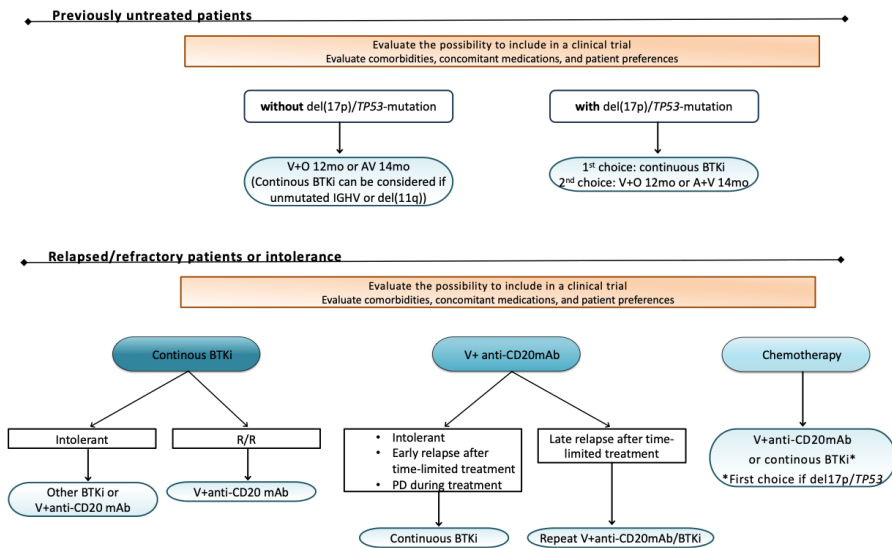 Previously untreated patients
Evaluate the possibility to include in a clinical trial
Evaluate comorbidities, concomitant medications, and patient preferences
without del(17p)/TP53-mutation
with del(17p)/TP53-mutation
V+O 12mo or AV 14mo
(Continous BTKi can be considered if
unmutated IGHV or del(11q))
1st choice: continuous BTKi
2nd choice: V+O 12mo or A+V 14mo
Relapsed/refractory patients or intolerance
Evaluate the possibility to include in a clinical trial
Evaluate comorbidities, concomitant medications, and patient preferences
Continous BTKi
V+ anti-CD20mAb
Chemotherapy
Intolerant
R/R
• Intolerant
• Early relapse after
time-limited treatment
• PD during treatment
Late relapse after time-
limited treatment
V+anti-CD20mAb
or continous BTKi*
*First choice if del17p/TP53
Other BTKi or
V+anti-CD20 mAb
V+anti-CD20 mAb
Continuous BTKi
Repeat V+anti-CD20mAb/BTKi